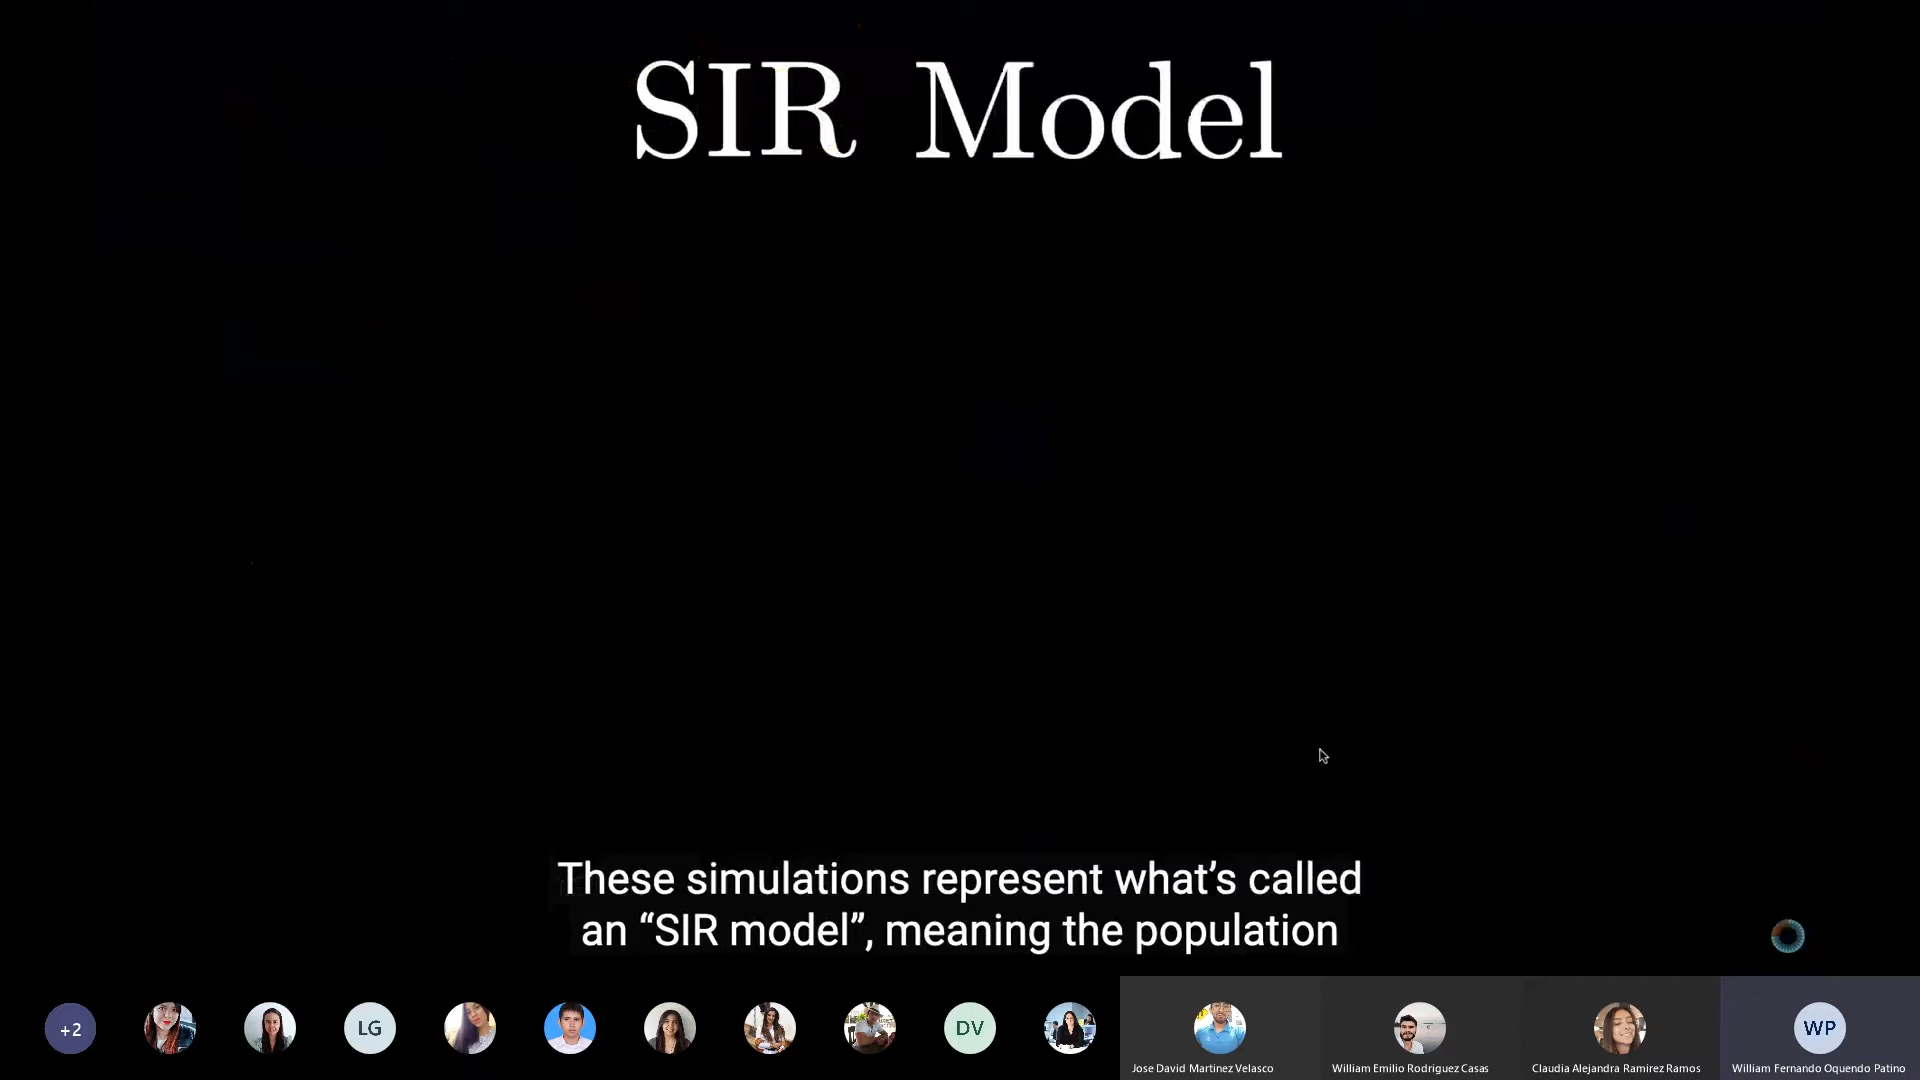 SIR Model
These simulations represent what’s called
an “SIR model”, meaning the population
+2
LG
DV
WP
Jose David Martinez Velasco
William Emilio Rodriguez Casas
Claudia Alejandra Ramirez Ramos
William Fernando Oquendo Patino